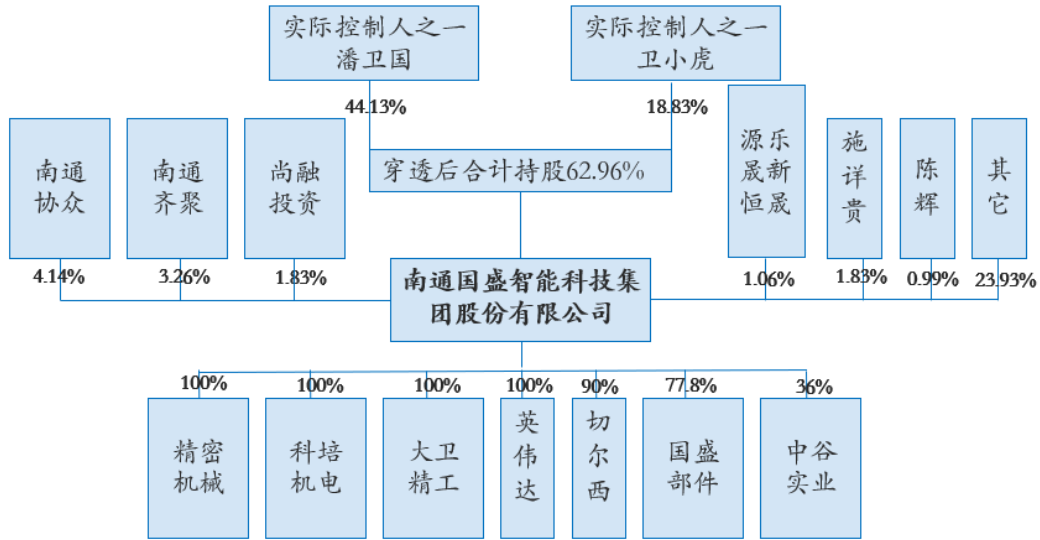 实际控制人之一
潘卫国
实际控制人之一
卫小虎
44.13%
18.83%
穿透后合计持股62.96%
南通
协众
南通
齐聚
尚融
投资
源乐
晟新
恒晟
施
详
贵
陈
辉
其
它
4.14%
3.26%
1.83%
1.06%
1.83%
0.99%
23.93%
南通国盛智能科技集
团股份有限公司
100%
100%
100%
100%
90%
77.8%
36%
精密
机械
科培
机电
大卫
精工
英
伟
达
切
尔
西
国盛
部件
中谷
实业